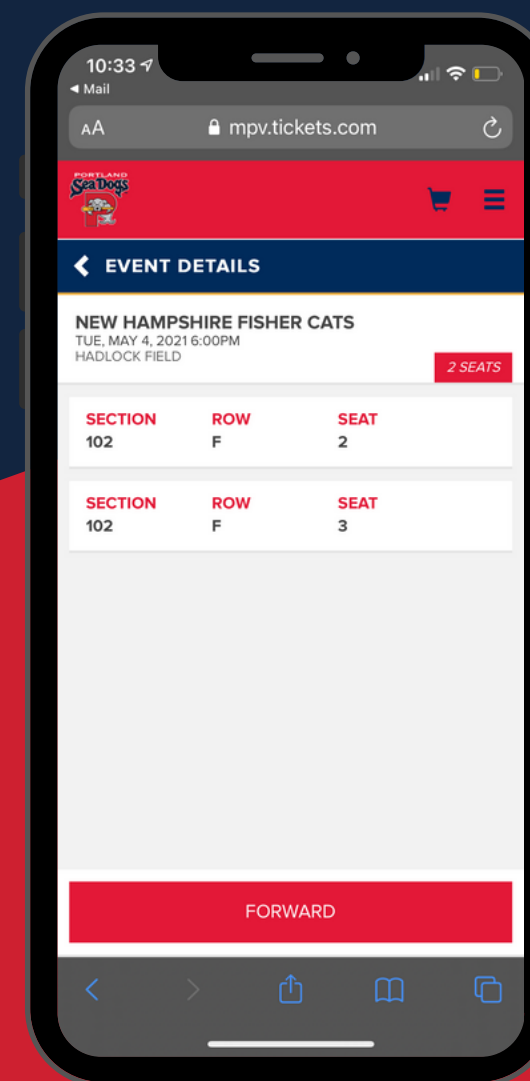 10:33
◀ Mail
AA mpv.tickets.com
PORTLAND
Sea Dogs
P
EVENT DETAILS
NEW HAMPSHIRE FISHER CATS
TUE, MAY 4, 2021 6:00PM
HADLOCK FIELD
2 SEATS
SECTION ROW SEAT
102 F 2
SECTION ROW SEAT
102 F 3
FORWARD